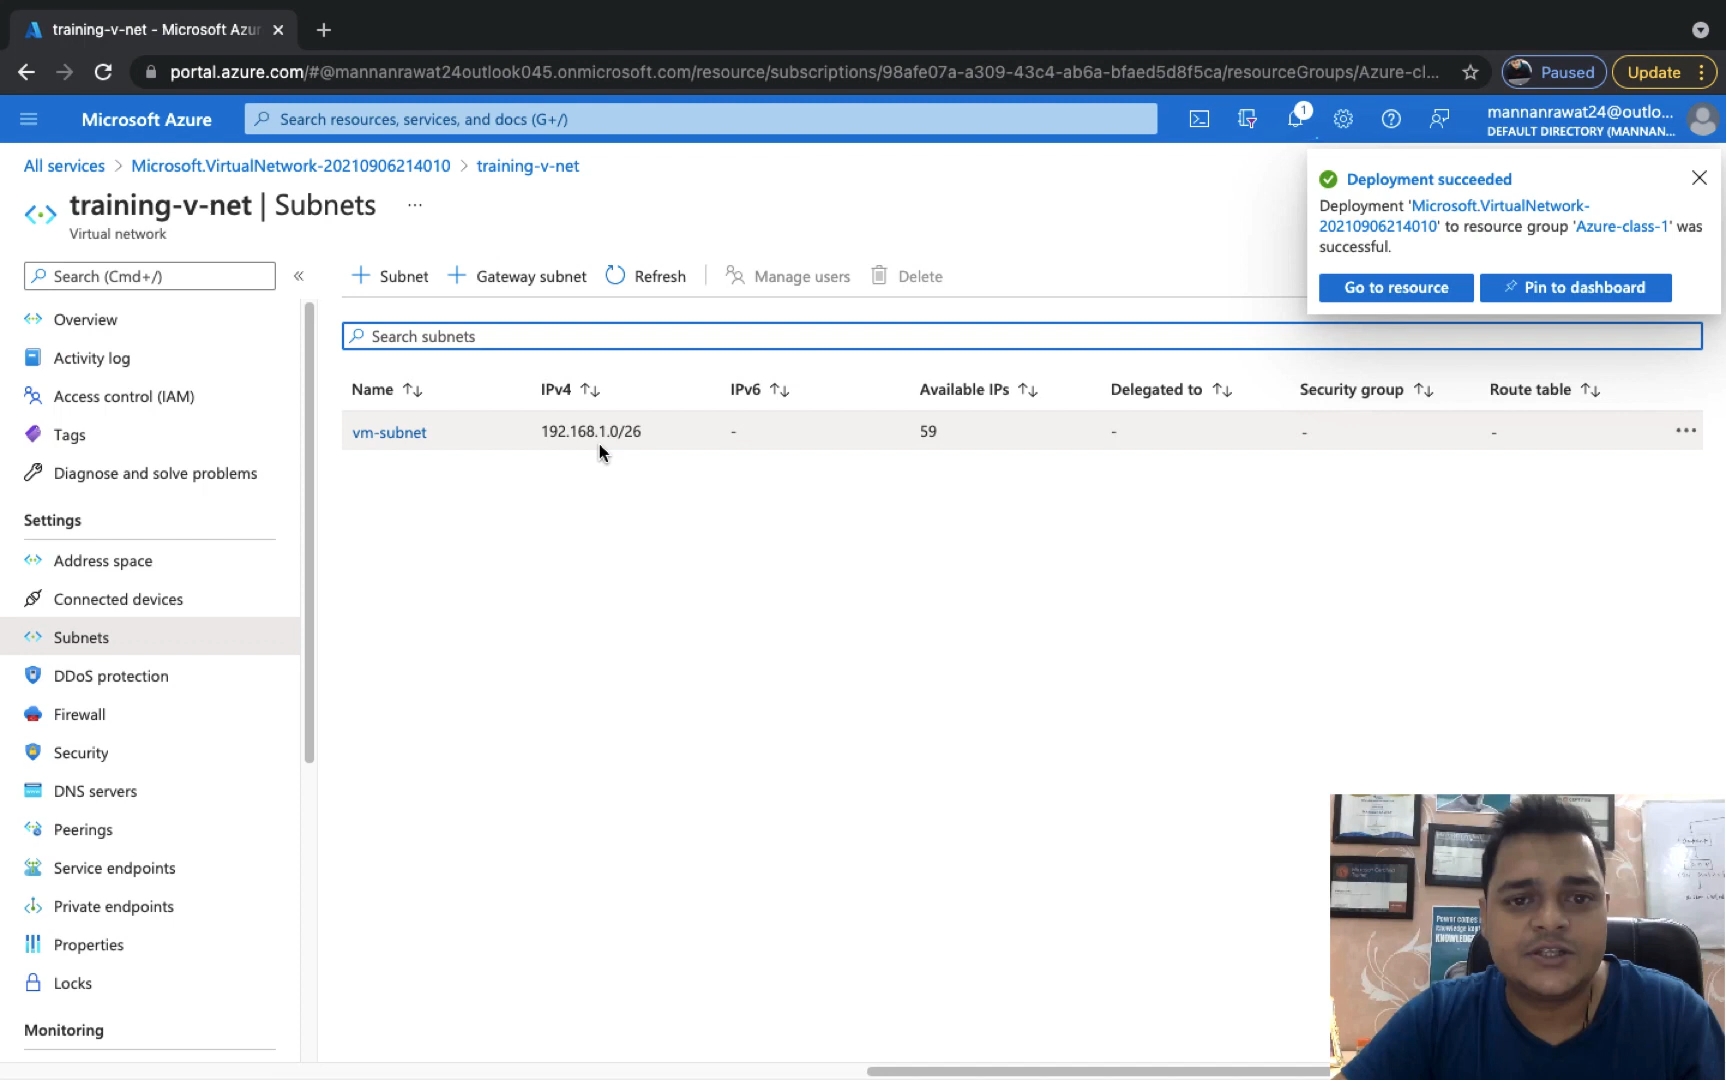 training-v-net - Microsoft Azur
portal.azure.com/#@mannanrawat24outlook045.onmicrosoft.com/resource/subscriptions/98afe07a-a309-43c4-ab6a-bfaed5d8f5ca/resourceGroups/Azure-cl...
Paused
Update
Microsoft Azure
Search resources, services, and docs (G+/)
1
mannanrawat24@outlo...
DEFAULT DIRECTORY (MANNAN...
All services > Microsoft.VirtualNetwork-20210906214010 > training-v-net
training-v-net | Subnets ...
Virtual network
Deployment succeeded
Deployment 'Microsoft.VirtualNetwork-
20210906214010' to resource group 'Azure-class-1' was
successful.
Go to resource
Pin to dashboard
Search (Cmd+/)
Subnet
Gateway subnet
Refresh
Manage users
Delete
Search subnets
Name
IPv4
IPv6
Available IPs
Delegated to
Security group
Route table
vm-subnet
192.168.1.0/26
-
59
-
-
-
Overview
Activity log
Access control (IAM)
Tags
Diagnose and solve problems
Settings
Address space
Connected devices
Subnets
DDoS protection
Firewall
Security
DNS servers
Peerings
Service endpoints
Private endpoints
Properties
Locks
Monitoring
Power comes
KNOWLEDGE